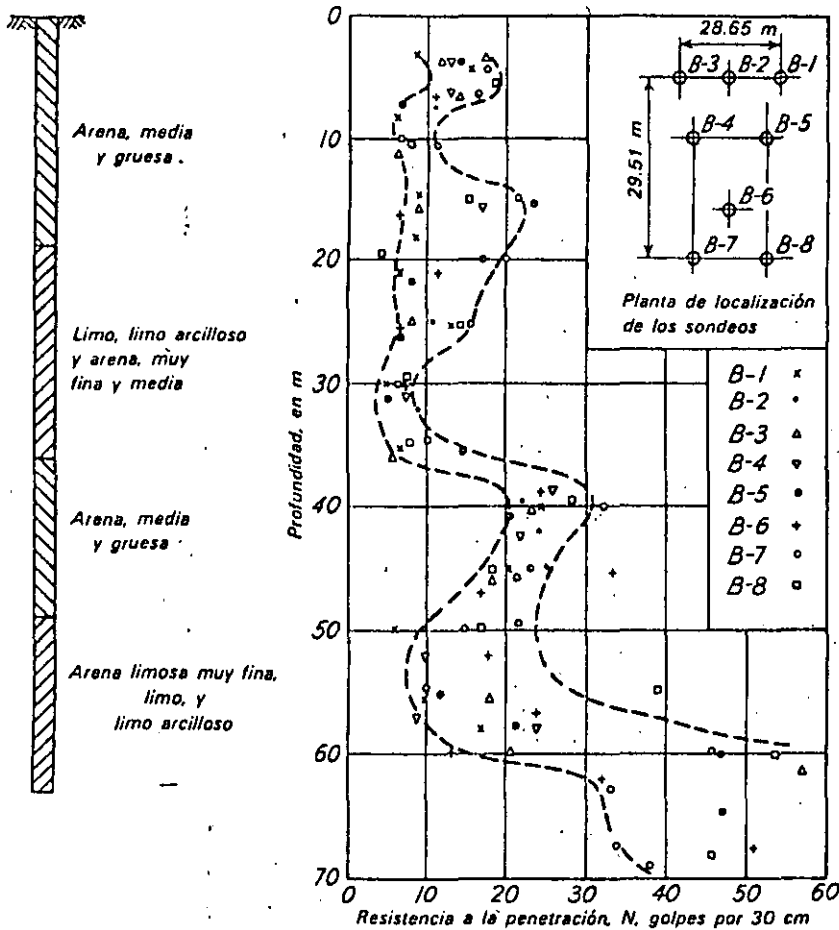 Arena, media
y gruesa.
Limo, limo arcilloso
y arena, muy
fina y media
Arena, media
y gruesa
Arena limosa muy fina,
limo, y
limo arcilloso
Profundidad, en m
0
10
20
30
40
50
60
70
0 10 20 30 40 50 60
Resistencia a la penetración, N, golpes por 30 cm
28.65 m
B-3 B-2 B-1
B-4 B-5
29.51 m
B-6
B-7 B-8
Planta de localización
de los sondeos
B-1
B-2
B-3
B-4
B-5
B-6
B-7
B-8